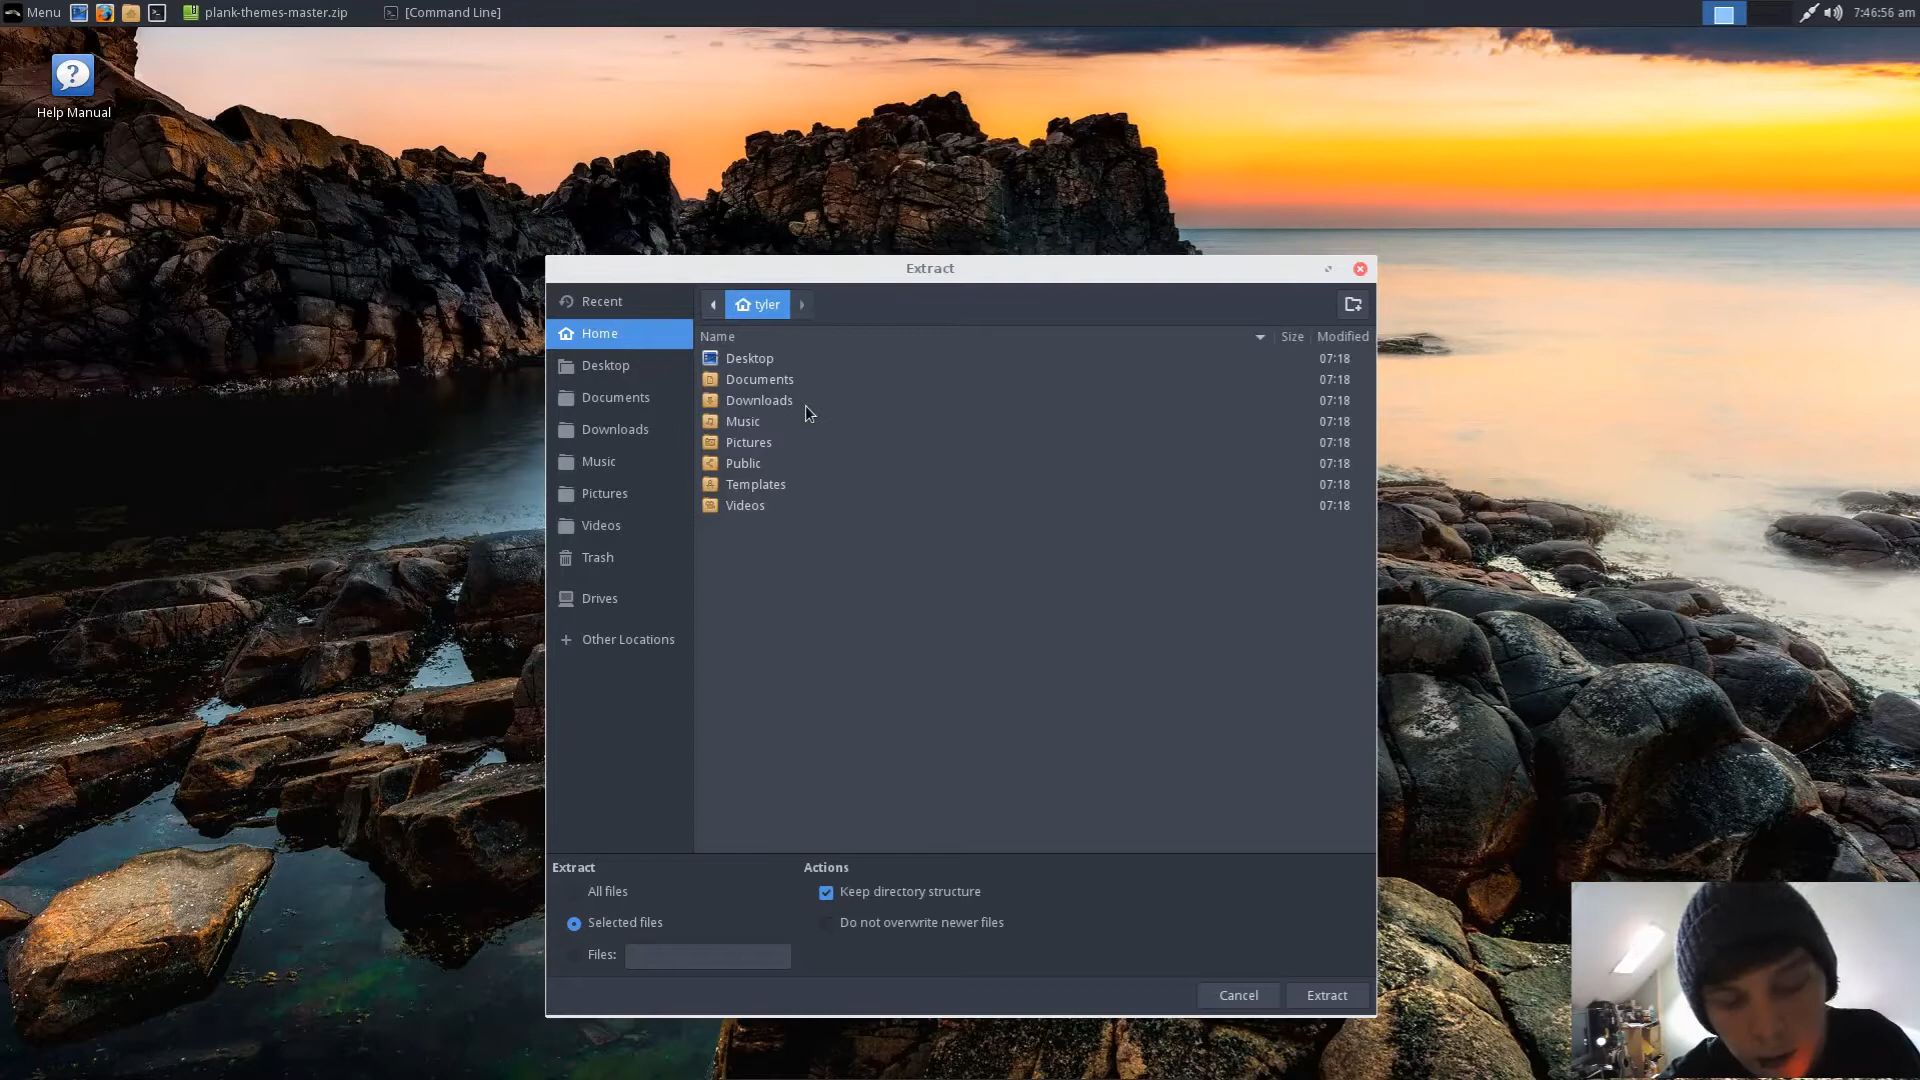 Menu plank-themes-master.zip [Command Line] 7:46:56 am
Help Manual
Extract
Recent
Home
Desktop
Documents
Downloads
Music
Pictures
Videos
Trash
Drives
Other Locations
tyler
Name Size Modified
Desktop 07:18
Documents 07:18
Downloads 07:18
Music 07:18
Pictures 07:18
Public 07:18
Templates 07:18
Videos 07:18
Extract
All files
Selected files
Files:
Actions
Keep directory structure
Do not overwrite newer files
Cancel Extract